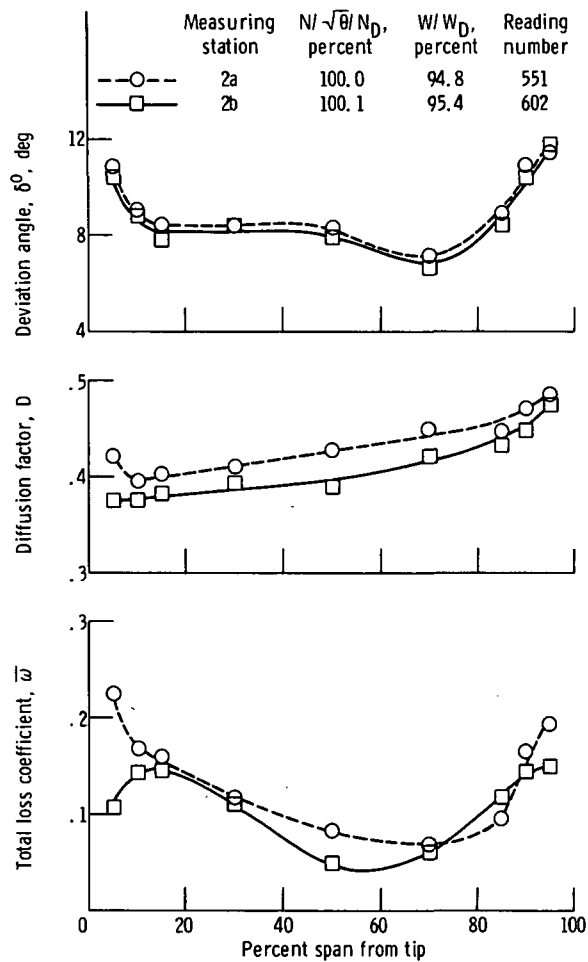 Measuring station N/√θ/N_D, percent W/W_D, percent Reading number
2a 100.0 94.8 551
2b 100.1 95.4 602
Deviation angle, δ⁰, deg
12
8
4
Diffusion factor, D
.5
.4
.3
Total loss coefficient, ω̅
.3
.2
.1
0 20 40 60 80 100
Percent span from tip